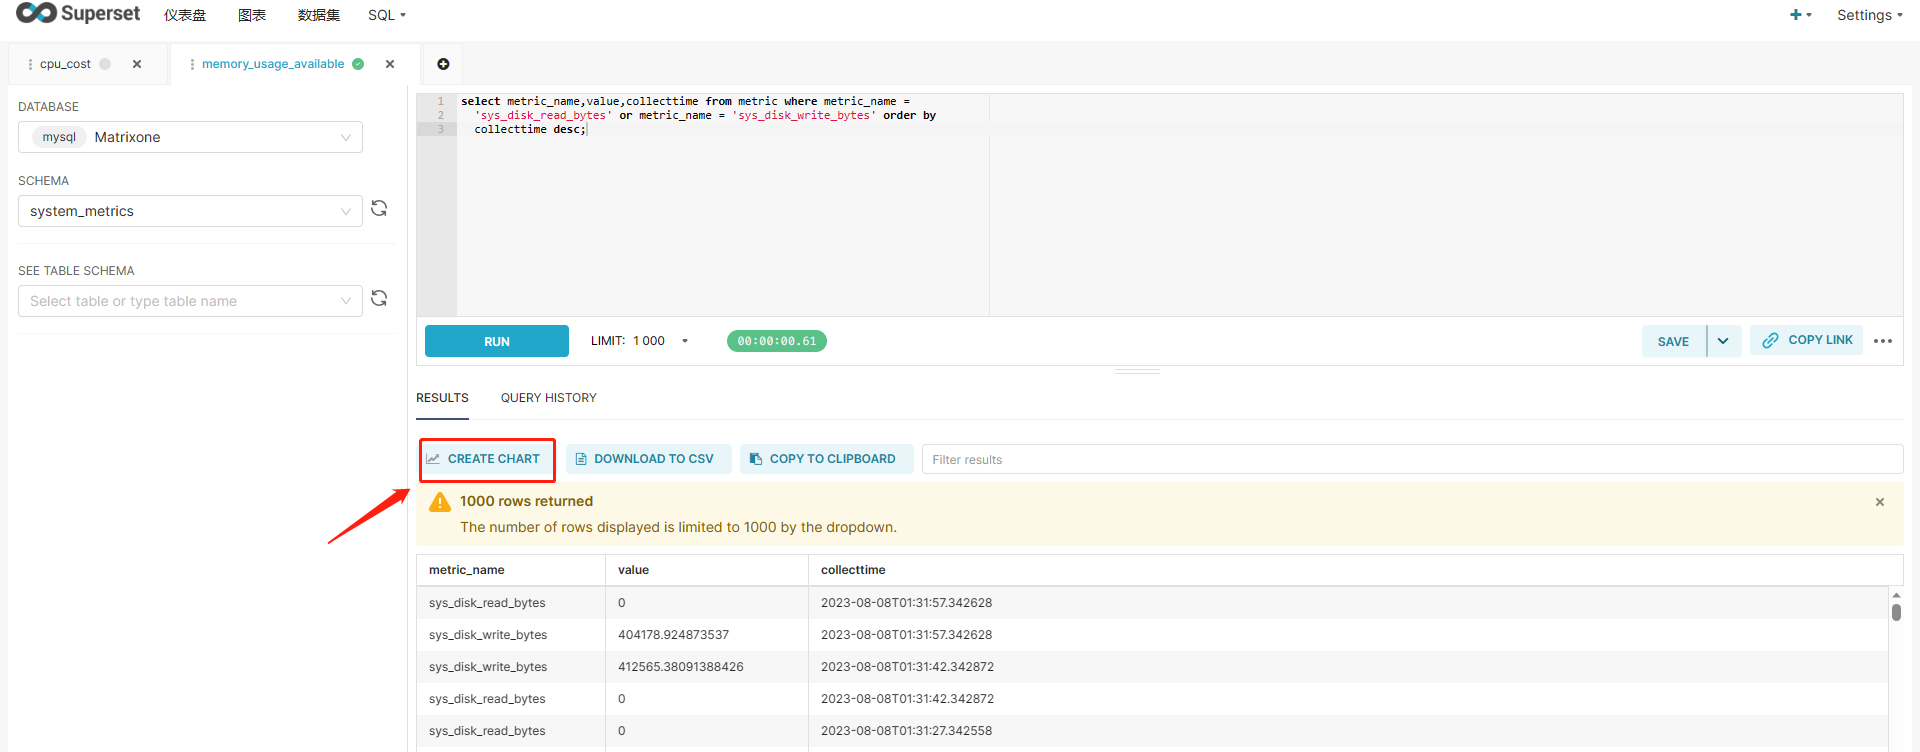 Superset 仪表盘 图表 数据集 SQL Settings
cpu_cost memory_usage_available
DATABASE
mysql Matrixone
SCHEMA
system_metrics
SEE TABLE SCHEMA
Select table or type table name
1 select metric_name,value,collecttime from metric where metric_name =
2 'sys_disk_read_bytes' or metric_name = 'sys_disk_write_bytes' order by
3 collecttime desc;
RUN LIMIT: 1 000 00:00:00.61 SAVE COPY LINK
RESULTS QUERY HISTORY
CREATE CHART DOWNLOAD TO CSV COPY TO CLIPBOARD Filter results
1000 rows returned
The number of rows displayed is limited to 1000 by the dropdown.
metric_name value collecttime
sys_disk_read_bytes 0 2023-08-08T01:31:57.342628
sys_disk_write_bytes 404178.924873537 2023-08-08T01:31:57.342628
sys_disk_write_bytes 412565.38091388426 2023-08-08T01:31:42.342872
sys_disk_read_bytes 0 2023-08-08T01:31:42.342872
sys_disk_read_bytes 0 2023-08-08T01:31:27.342558